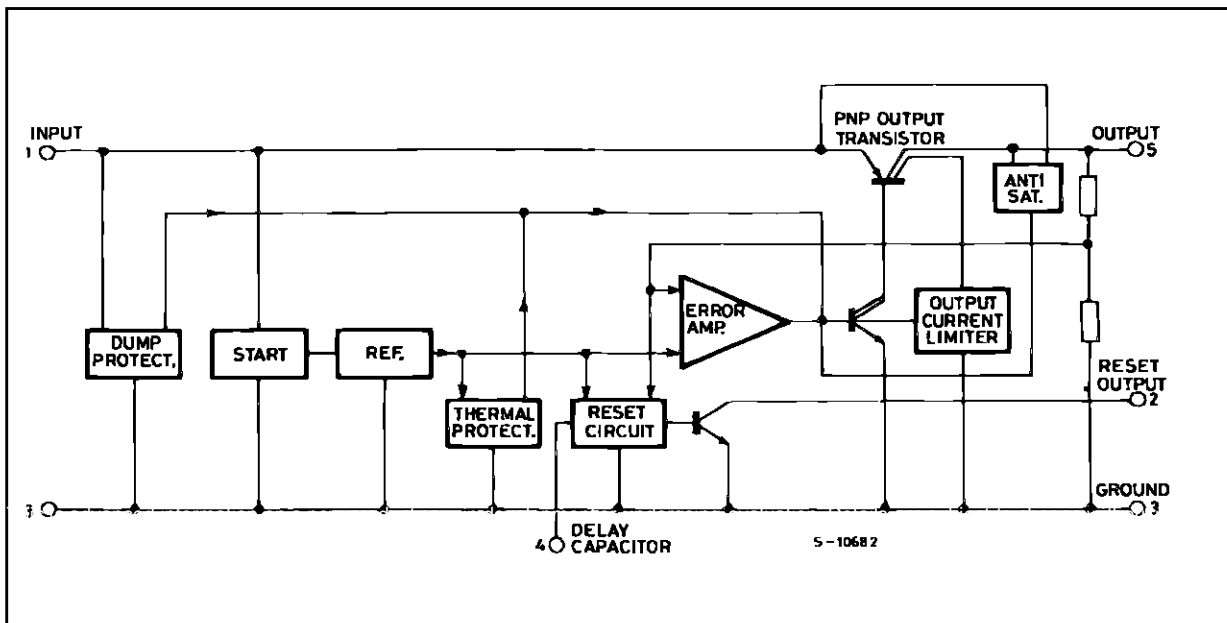 PNP OUTPUT
TRANSISTOR
INPUT
1
OUTPUT
5
ANTI
SAT.
ERROR
AMP.
OUTPUT
CURRENT
LIMITER
DUMP
PROTECT.
START
REF.
RESET
OUTPUT
2
THERMAL
PROTECT.
RESET
CIRCUIT
GROUND
3
3
4
DELAY
CAPACITOR
S-10682